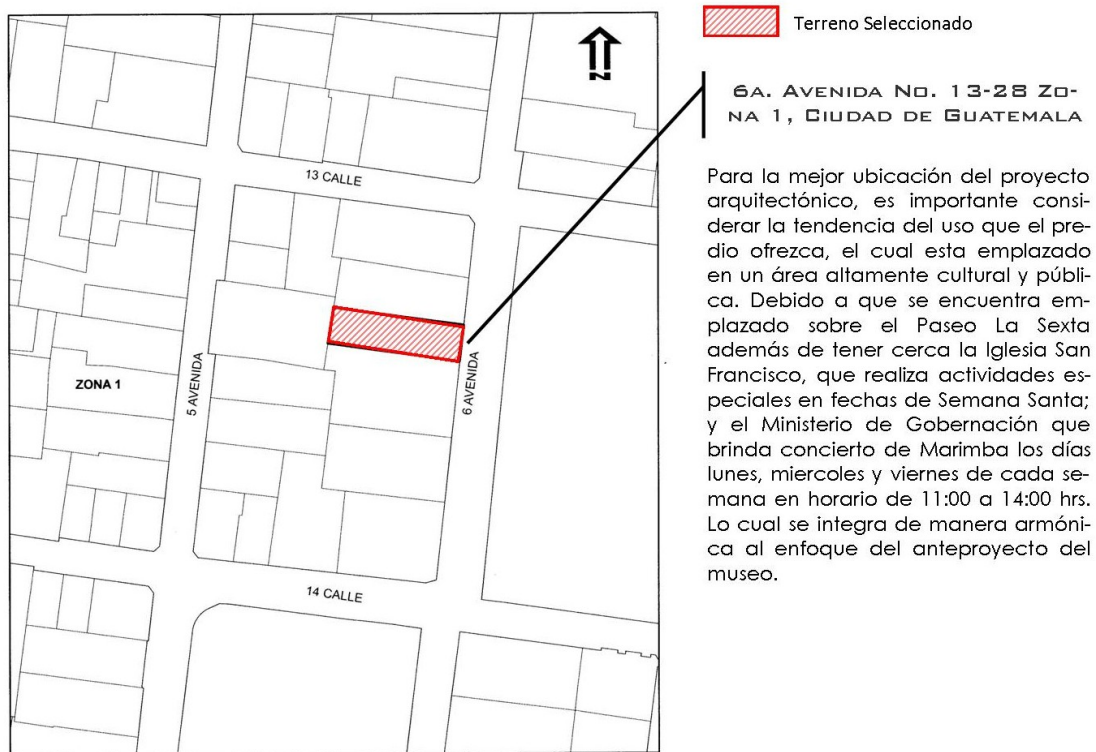 Terreno Seleccionado
N
6A. AVENIDA NO. 13-28 ZO-
NA 1, CIUDAD DE GUATEMALA
13 CALLE
5 AVENIDA
6 AVENIDA
ZONA 1
14 CALLE
Para la mejor ubicación del proyecto
arquitectónico, es importante consi-
derar la tendencia del uso que el pre-
dio ofrezca, el cual esta emplazado
en un área altamente cultural y públi-
ca. Debido a que se encuentra em-
plazado sobre el Paseo La Sexta
además de tener cerca la Iglesia San
Francisco, que realiza actividades es-
peciales en fechas de Semana Santa;
y el Ministerio de Gobernación que
brinda concierto de Marimba los días
lunes, miercoles y viernes de cada se-
mana en horario de 11:00 a 14:00 hrs.
Lo cual se integra de manera armóni-
ca al enfoque del anteproyecto del
museo.